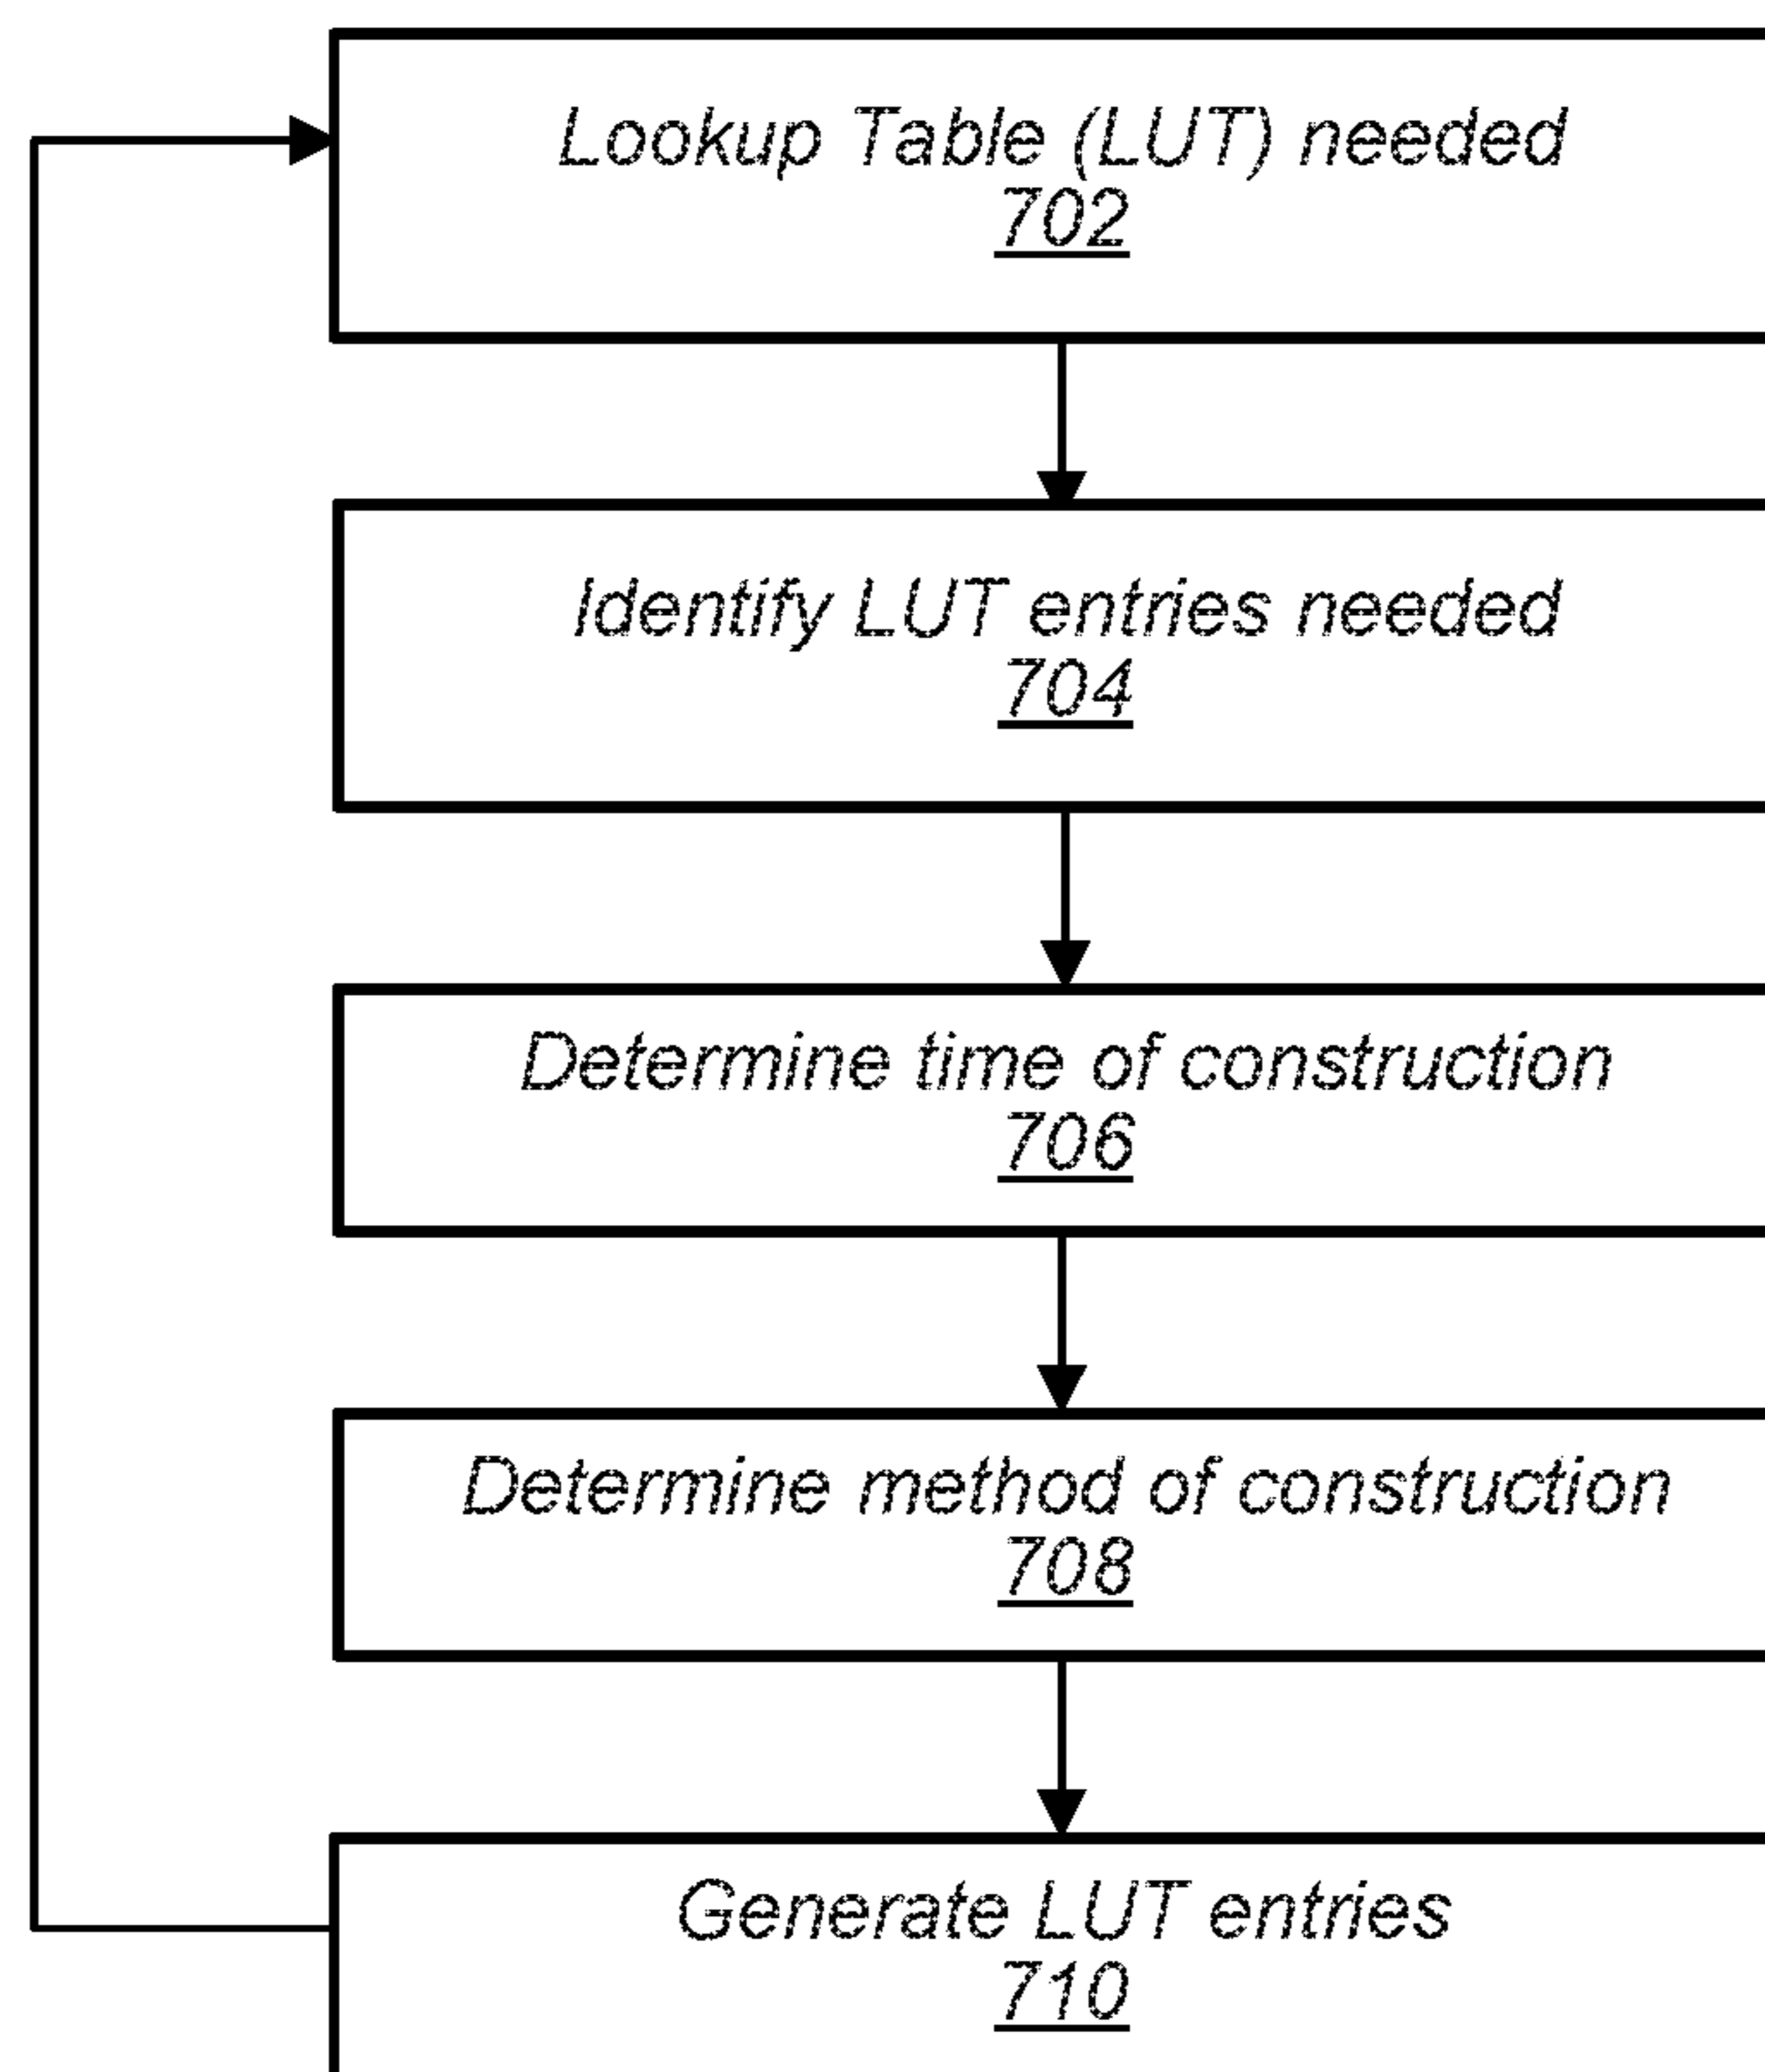 Lookup Table (LUT) needed
702
Identify LUT entries needed
704
Determine time of construction
706
Determine method of construction
708
Generate LUT entries
710